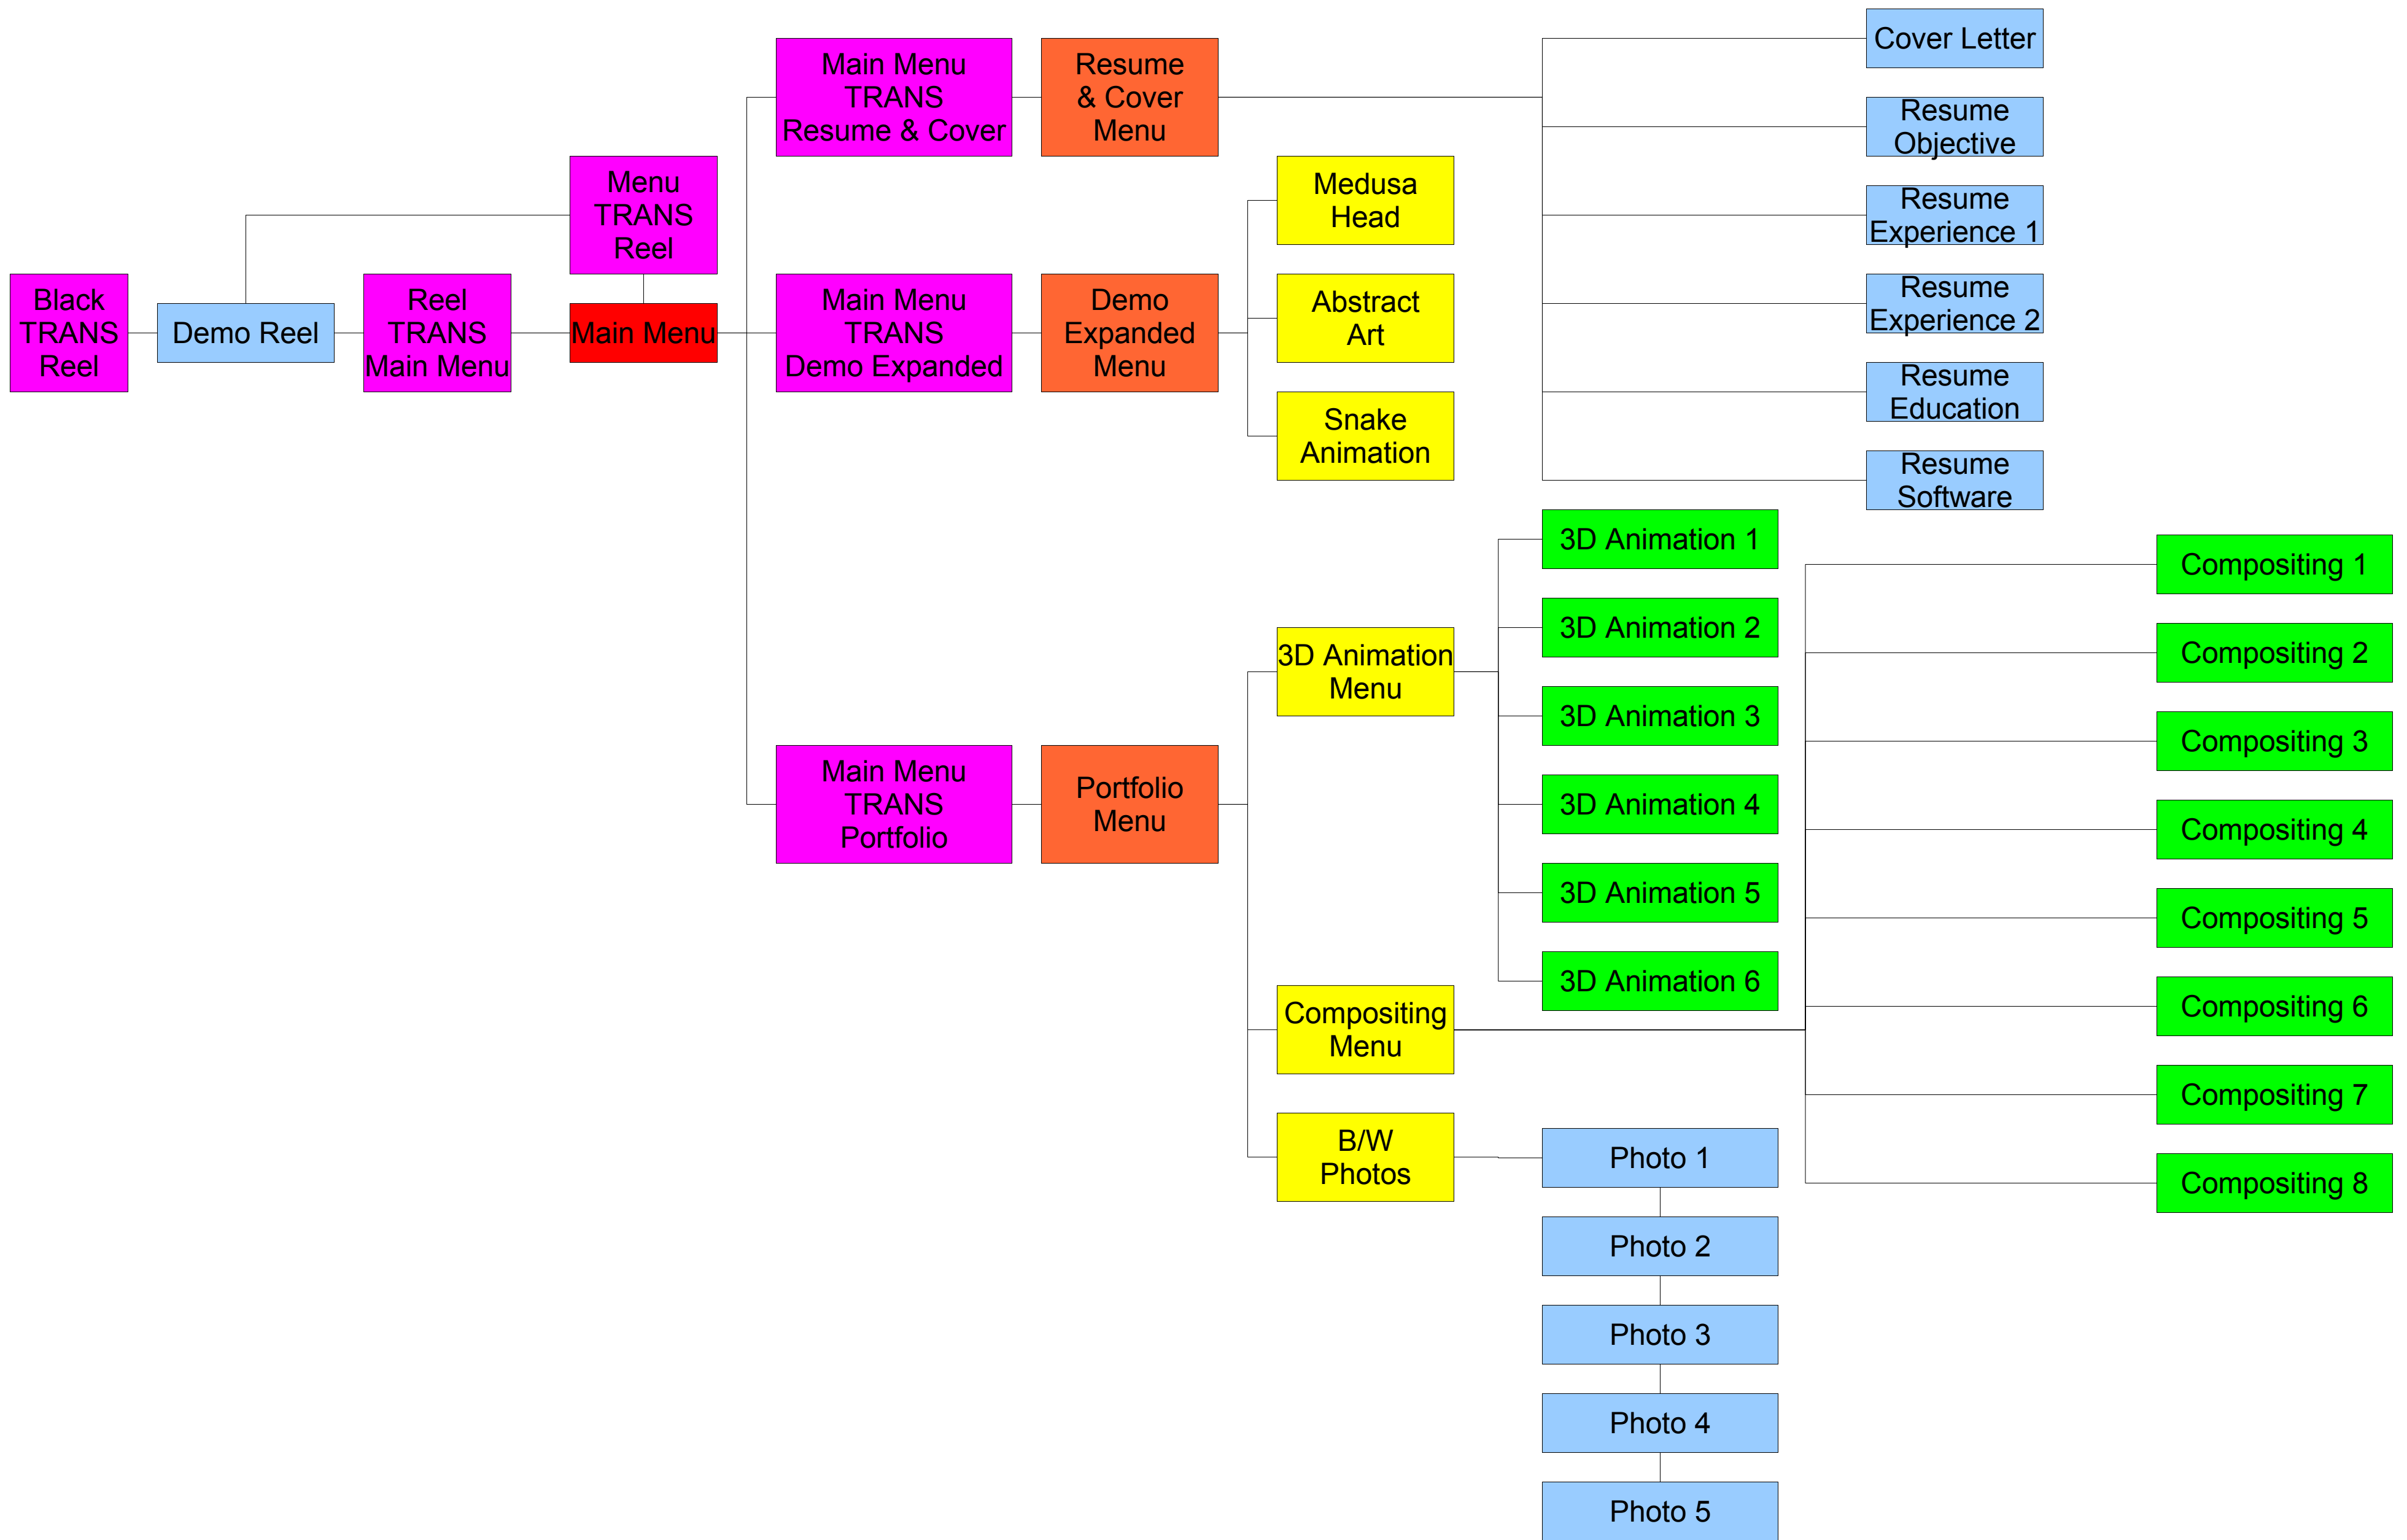 Black
TRANS
Reel
Demo Reel
Reel
TRANS
Main Menu
Menu
TRANS
Reel
Main Menu
Main Menu
TRANS
Resume & Cover
Resume
& Cover
Menu
Cover Letter
Resume
Objective
Resume
Experience 1
Resume
Experience 2
Resume
Education
Resume
Software
Main Menu
TRANS
Demo Expanded
Demo
Expanded
Menu
Medusa
Head
Abstract
Art
Snake
Animation
Main Menu
TRANS
Portfolio
Portfolio
Menu
3D Animation
Menu
3D Animation 1
3D Animation 2
3D Animation 3
3D Animation 4
3D Animation 5
3D Animation 6
Compositing
Menu
Compositing 1
Compositing 2
Compositing 3
Compositing 4
Compositing 5
Compositing 6
Compositing 7
Compositing 8
B/W
Photos
Photo 1
Photo 2
Photo 3
Photo 4
Photo 5